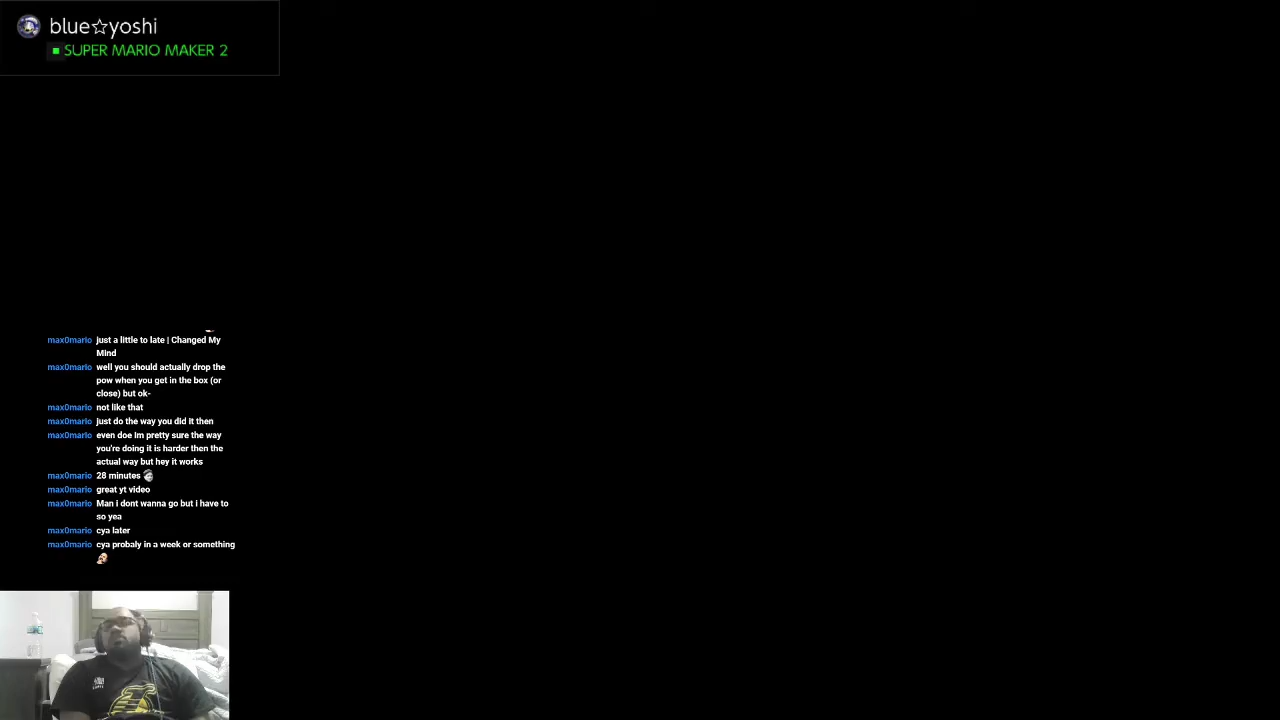 blue☆yoshi
SUPER MARIO MAKER 2
max0mario just a little to late | Changed My
Mind
max0mario well you should actually drop the
pow when you get in the box (or
close) but ok-
max0mario not like that
max0mario just do the way you did it then
max0mario even doe im pretty sure the way
you're doing it is harder then the
actual way but hey it works
max0mario 28 minutes
max0mario great yt video
max0mario Man i dont wanna go but i have to
so yea
max0mario cya later
max0mario cya probaly in a week or something